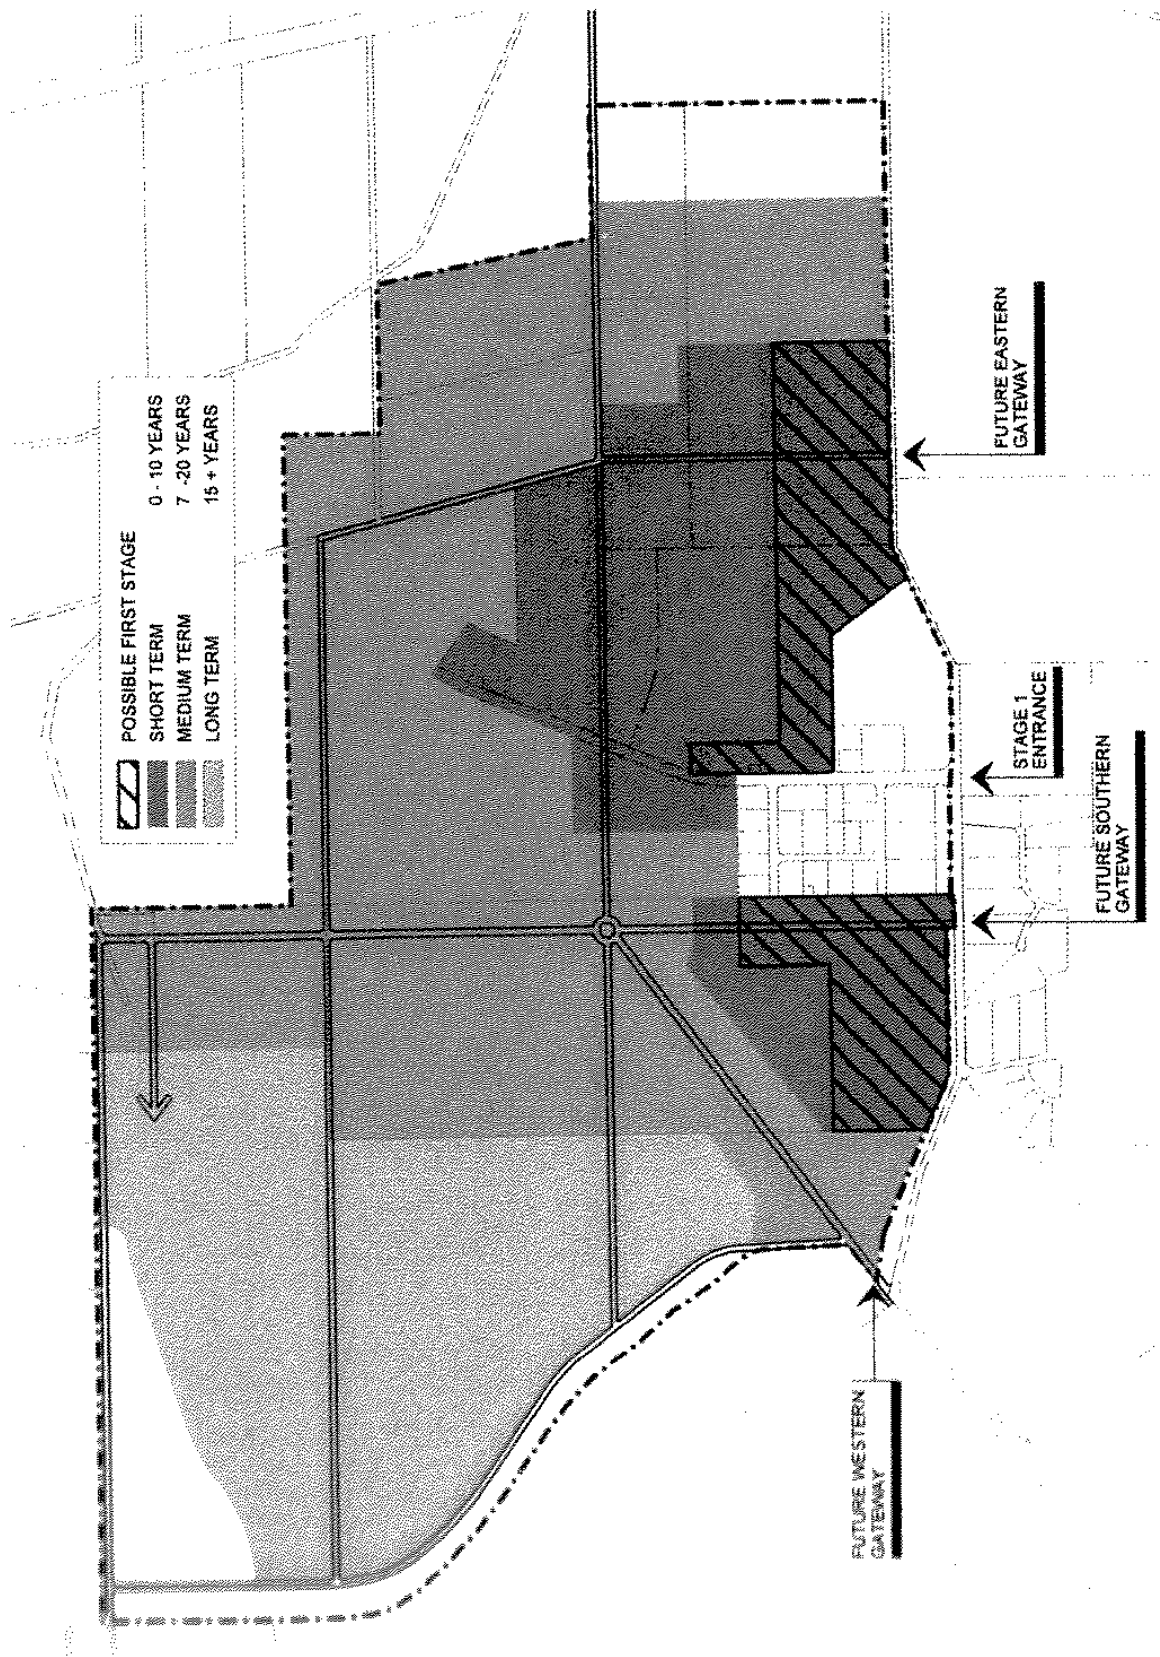 POSSIBLE FIRST STAGE
SHORT TERM 0 - 10 YEARS
MEDIUM TERM 7 -20 YEARS
LONG TERM 15 + YEARS
FUTURE WESTERN
GATEWAY
FUTURE SOUTHERN
GATEWAY
STAGE 1
ENTRANCE
FUTURE EASTERN
GATEWAY